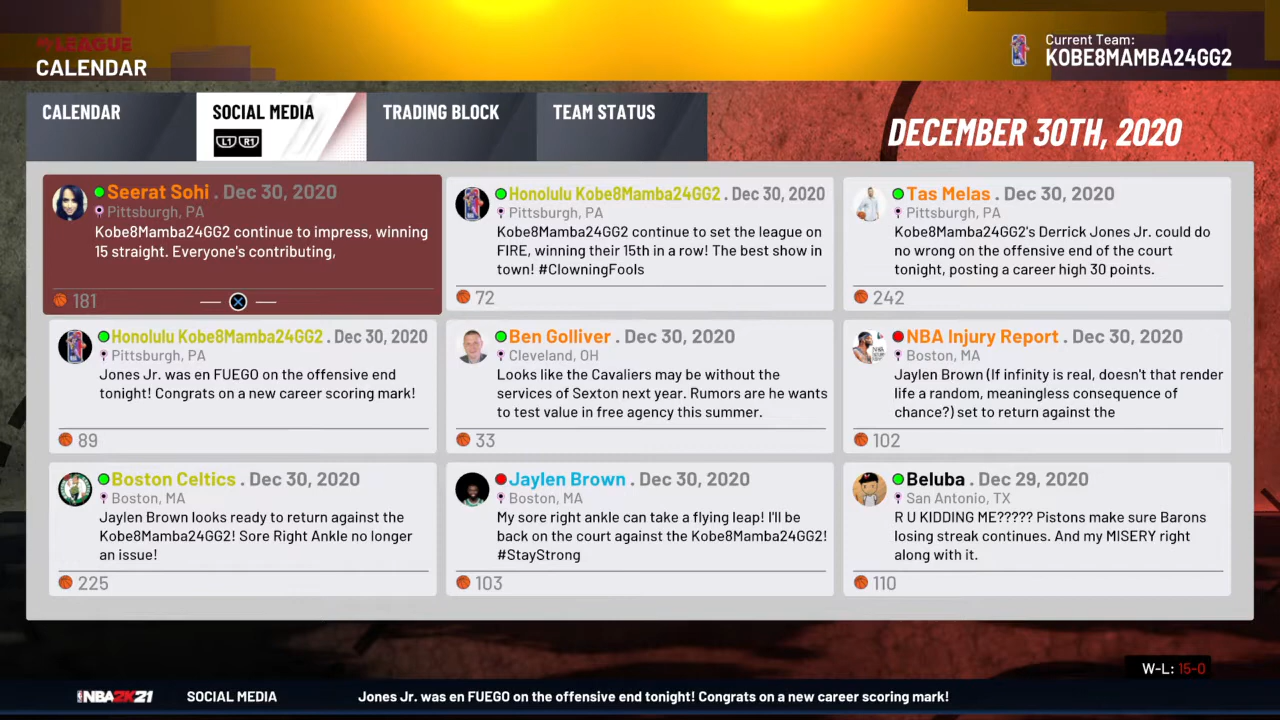 MyLEAGUE
CALENDAR
Current Team:
KOBE8MAMBA24GG2
CALENDAR
SOCIAL MEDIA
L1 R1
TRADING BLOCK
TEAM STATUS
DECEMBER 30TH, 2020
Seerat Sohi . Dec 30, 2020
Pittsburgh, PA
Kobe8Mamba24GG2 continue to impress, winning
15 straight. Everyone's contributing,
181
Honolulu Kobe8Mamba24GG2 . Dec 30, 2020
Pittsburgh, PA
Kobe8Mamba24GG2 continue to set the league on
FIRE, winning their 15th in a row! The best show in
town! #ClowningFools
72
Tas Melas . Dec 30, 2020
Pittsburgh, PA
Kobe8Mamba24GG2's Derrick Jones Jr. could do
no wrong on the offensive end of the court
tonight, posting a career high 30 points.
242
Honolulu Kobe8Mamba24GG2 . Dec 30, 2020
Pittsburgh, PA
Jones Jr. was en FUEGO on the offensive end
tonight! Congrats on a new career scoring mark!
89
Ben Golliver . Dec 30, 2020
Cleveland, OH
Looks like the Cavaliers may be without the
services of Sexton next year. Rumors are he wants
to test value in free agency this summer.
33
NBA Injury Report . Dec 30, 2020
Boston, MA
Jaylen Brown (If infinity is real, doesn't that render
life a random, meaningless consequence of
chance?) set to return against the
102
Boston Celtics . Dec 30, 2020
Boston, MA
Jaylen Brown looks ready to return against the
Kobe8Mamba24GG2! Sore Right Ankle no longer
an issue!
225
Jaylen Brown . Dec 30, 2020
Boston, MA
My sore right ankle can take a flying leap! I'll be
back on the court against the Kobe8Mamba24GG2!
#StayStrong
103
Beluba . Dec 29, 2020
San Antonio, TX
R U KIDDING ME????? Pistons make sure Barons
losing streak continues. And my MISERY right
along with it.
110
W-L: 15-0
NBA2K21 SOCIAL MEDIA Jones Jr. was en FUEGO on the offensive end tonight! Congrats on a new career scoring mark!